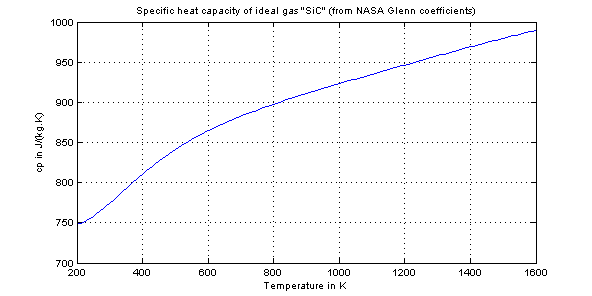 Specific heat capacity of ideal gas "SiC" (from NASA Glenn coefficients)
1000
950
900
850
800
750
700
cp in J/(kg.K)
200 400 600 800 1000 1200 1400 1600
Temperature in K